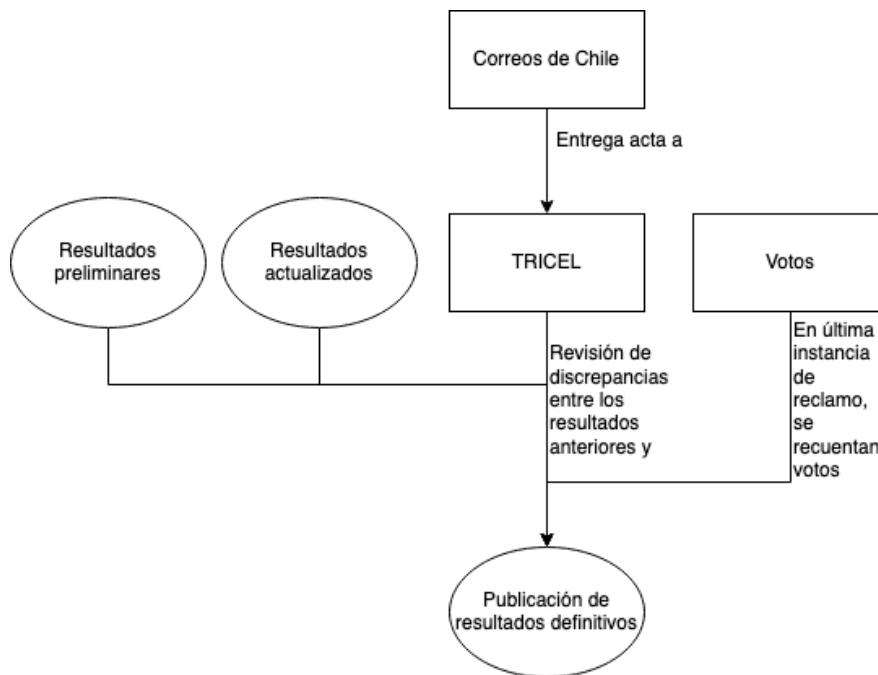 Correos de Chile
Entrega acta a
Resultados
preliminares
Resultados
actualizados
TRICEL
Votos
Revisión de
discrepancias
entre los
resultados
anteriores y
En última
instancia
de
reclamo,
se
recuentan
votos
Publicación de
resultados definitivos